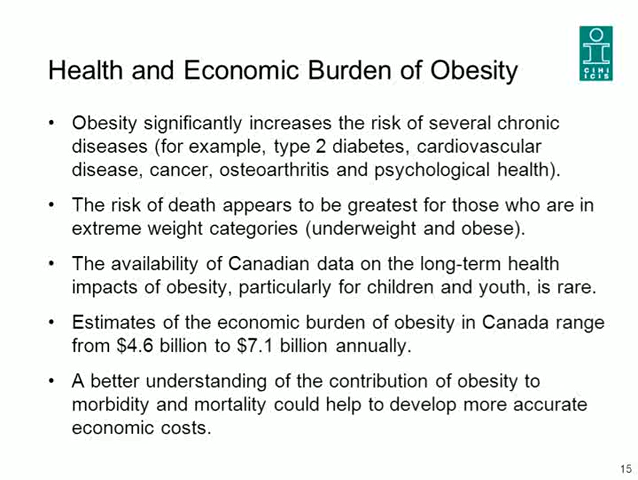 CIHI
ICIS
Health and Economic Burden of Obesity
• Obesity significantly increases the risk of several chronic
diseases (for example, type 2 diabetes, cardiovascular
disease, cancer, osteoarthritis and psychological health).
• The risk of death appears to be greatest for those who are in
extreme weight categories (underweight and obese).
• The availability of Canadian data on the long-term health
impacts of obesity, particularly for children and youth, is rare.
• Estimates of the economic burden of obesity in Canada range
from $4.6 billion to $7.1 billion annually.
• A better understanding of the contribution of obesity to
morbidity and mortality could help to develop more accurate
economic costs.
15